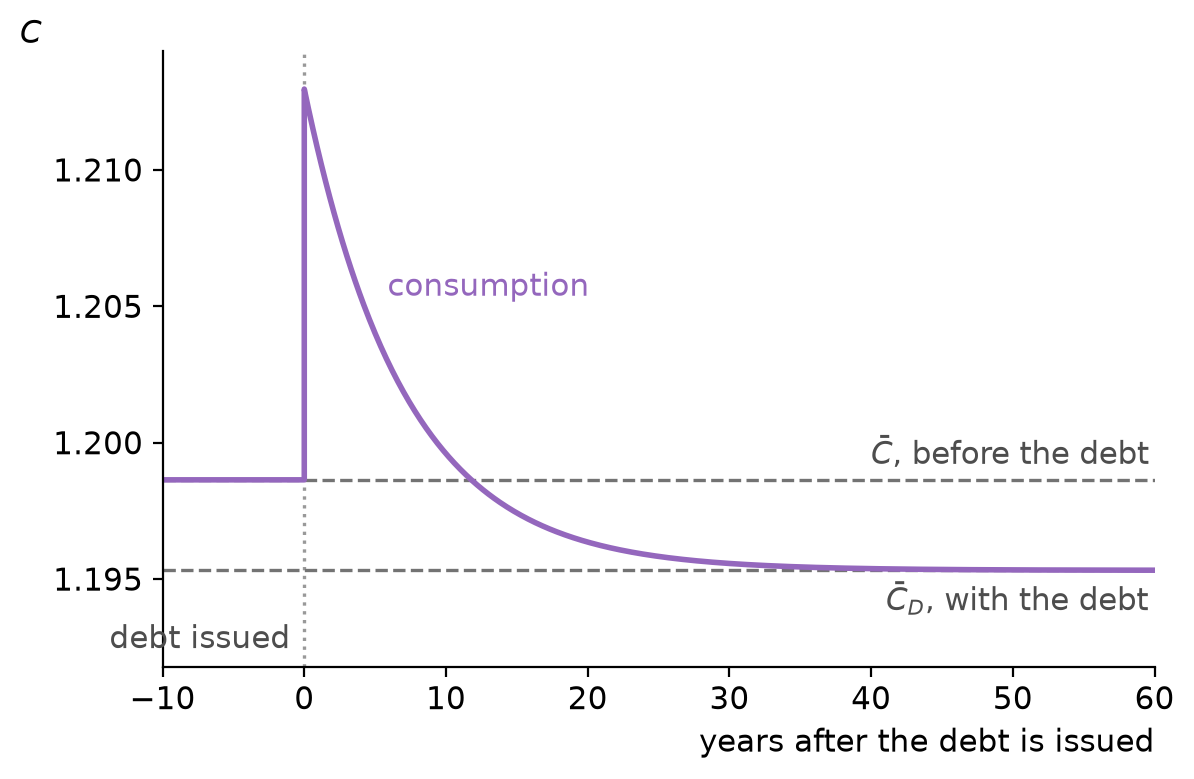 C
1.210
consumption
1.205
1.200
C̄, before the debt
1.195
C̄_D, with the debt
debt issued
−10 0 10 20 30 40 50 60
years after the debt is issued